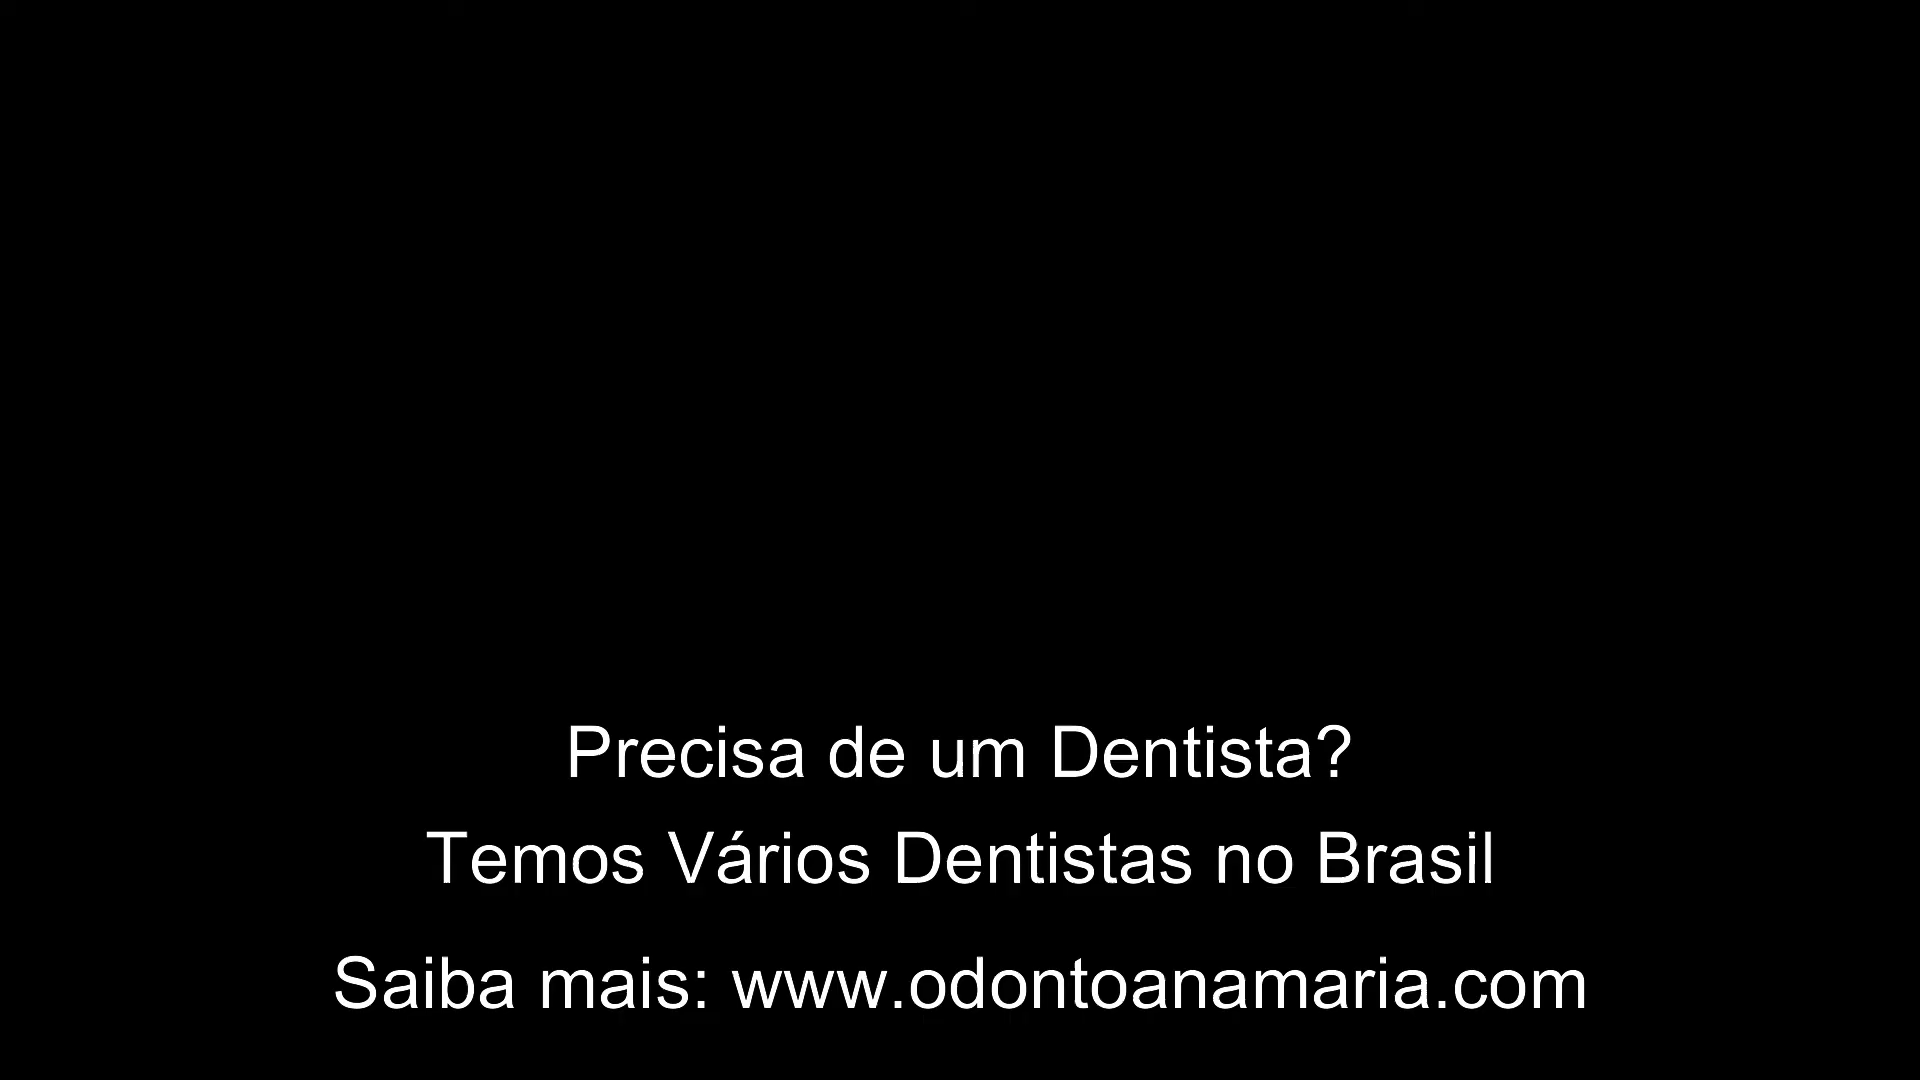 Precisa de um Dentista?
Temos Vários Dentistas no Brasil
Saiba mais: www.odontoanamaria.com